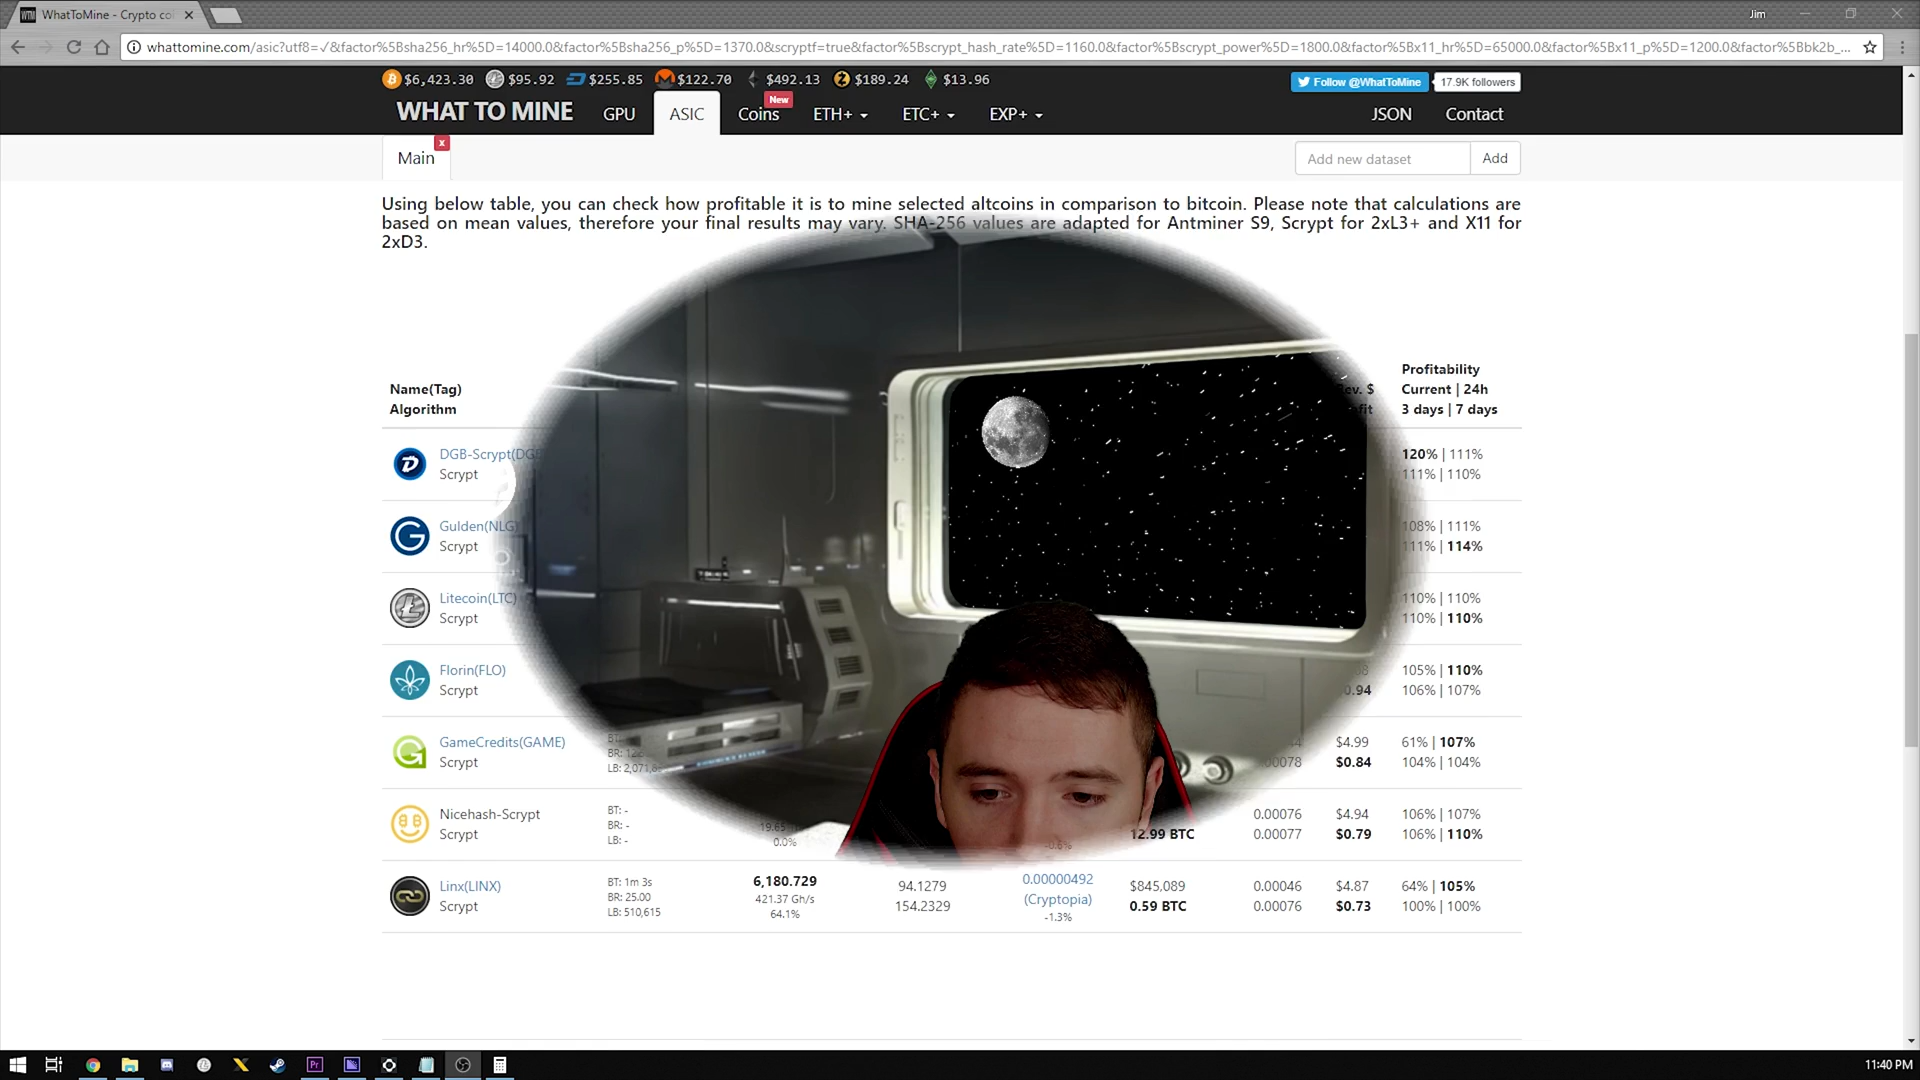 WhatToMine - Crypto co
Jim
whattomine.com/asic?utf8=✓&factor%5Bsha256_hr%5D=14000.0&factor%5Bsha256_p%5D=1370.0&scryptf=true&factor%5Bscrypt_hash_rate%5D=1160.0&factor%5Bscrypt_power%5D=1800.0&factor%5Bx11_hr%5D=65000.0&factor%5Bx11_p%5D=1200.0&factor%5Bbk2b_...
$6,423.30 $95.92 $255.85 $122.70 $492.13 $189.24 $13.96
Follow @WhatToMine 17.9K followers
WHAT TO MINE GPU ASIC Coins New ETH+ ETC+ EXP+ JSON Contact
Main x
Add new dataset Add
Using below table, you can check how profitable it is to mine selected altcoins in comparison to bitcoin. Please note that calculations are
based on mean values, therefore your final results may vary. SHA-256 values are adapted for Antminer S9, Scrypt for 2xL3+ and X11 for
2xD3.
Name(Tag)
Algorithm
Profitability
Current | 24h
3 days | 7 days
DGB-Scrypt(DGB
Scrypt
120% | 111%
111% | 110%
Gulden(NLG)
Scrypt
108% | 111%
111% | 114%
Litecoin(LTC)
Scrypt
110% | 110%
110% | 110%
Florin(FLO)
Scrypt
105% | 110%
106% | 107%
GameCredits(GAME)
Scrypt
$4.99
$0.84
61% | 107%
104% | 104%
Nicehash-Scrypt
Scrypt
BT: -
BR: -
LB: -
0.0%
12.99 BTC
0.00076
0.00077
$4.94
$0.79
106% | 107%
106% | 110%
Linx(LINX)
Scrypt
BT: 1m 3s
BR: 25.00
LB: 510,615
6,180.729
421.37 Gh/s
64.1%
94.1279
154.2329
0.00000492
(Cryptopia)
-1.3%
$845.089
0.59 BTC
0.00046
0.00076
$4.87
$0.73
64% | 105%
100% | 100%
11:40 PM